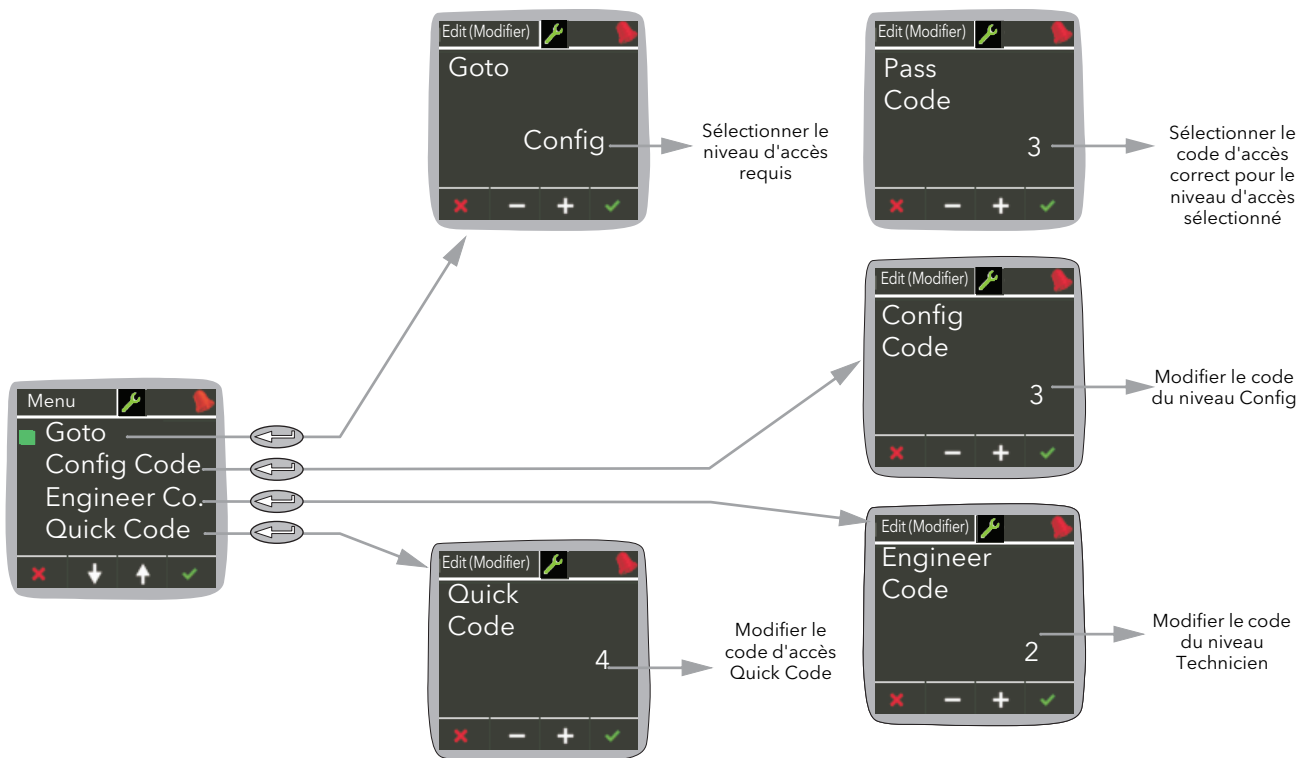 Edit (Modifier)
Goto
Config
Sélectionner le
niveau d'accès
requis
Edit (Modifier)
Pass
Code
3
Sélectionner le
code d'accès
correct pour le
niveau d'accès
sélectionné
Edit (Modifier)
Config
Code
3
Modifier le code
du niveau Config
Menu
Goto
Config Code
Engineer Co.
Quick Code
Edit (Modifier)
Quick
Code
4
Modifier le
code d'accès
Quick Code
Edit (Modifier)
Engineer
Code
2
Modifier le code
du niveau
Technicien